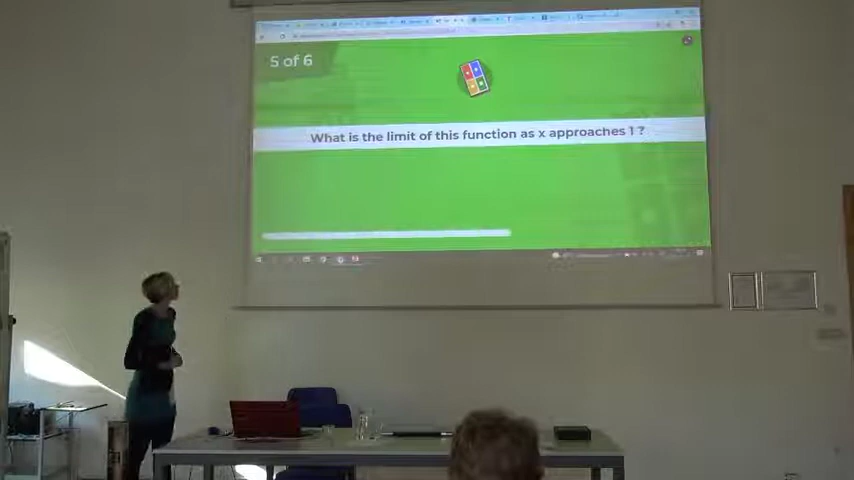 5 of 6
What is the limit of this function as x approaches 1 ?